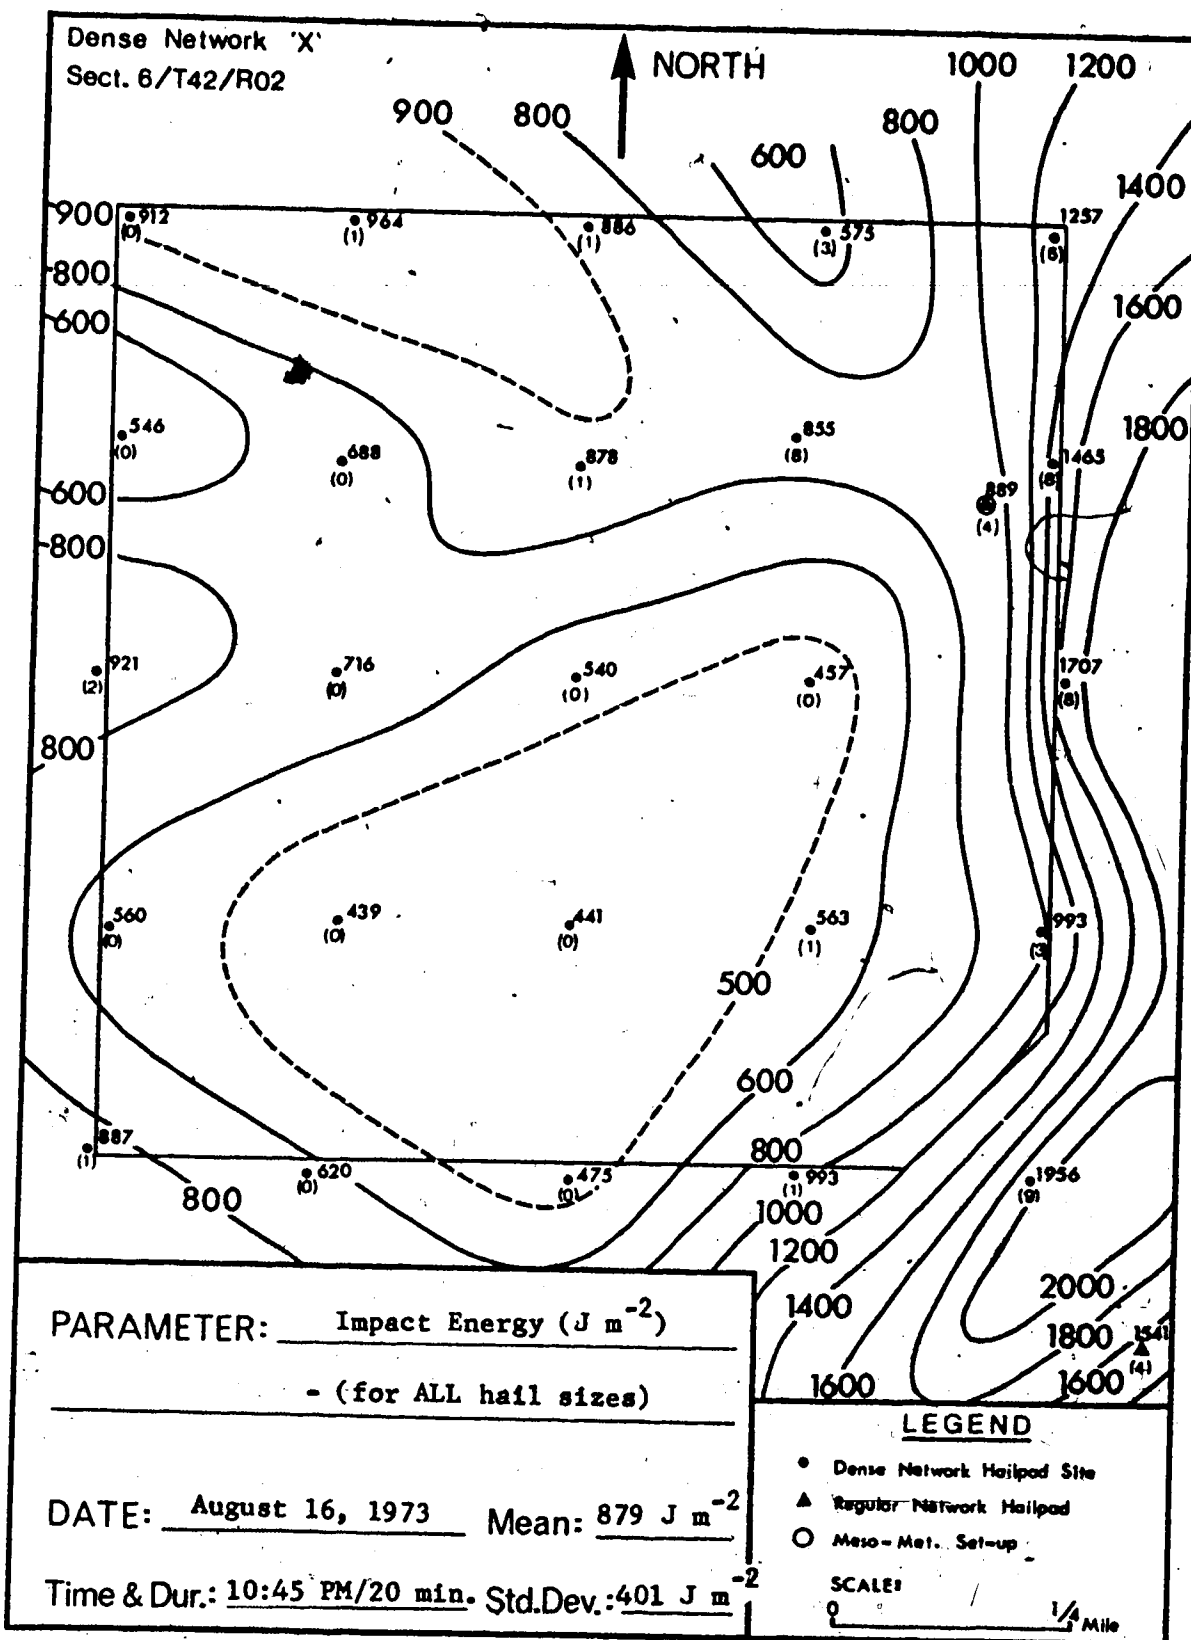 Dense Network 'X'
Sect. 6/T42/R02
NORTH
1000 1200
900 800 800
600
1400
900 912 964 886 575 1257
(0) (1) (1) (3) (6)
800
600 1600
1800
546 688 878 855 1465
(0) (0) (1) (8) (8)
889
(4)
600
800
921 716 540 457 1707
(2) (0) (0) (0) (8)
800
560 439 441 563 993
(0) (0) (0) (1) (3)
500
600
887 800
(1) 620 475 993 1956
(0) (0) (1) (9)
800 1000
1200
2000
1400
1800 1541
(4)
1600 1600
PARAMETER: Impact Energy (J m-2)
- (for ALL hail sizes)
DATE: August 16, 1973 Mean: 879 J m-2
Time & Dur.: 10:45 PM/20 min. Std.Dev.: 401 J m-2
LEGEND
Dense Network Hailpad Site
Regular Network Hailpad
Meso-Met. Set-up
SCALE:
0 1/4 Mile